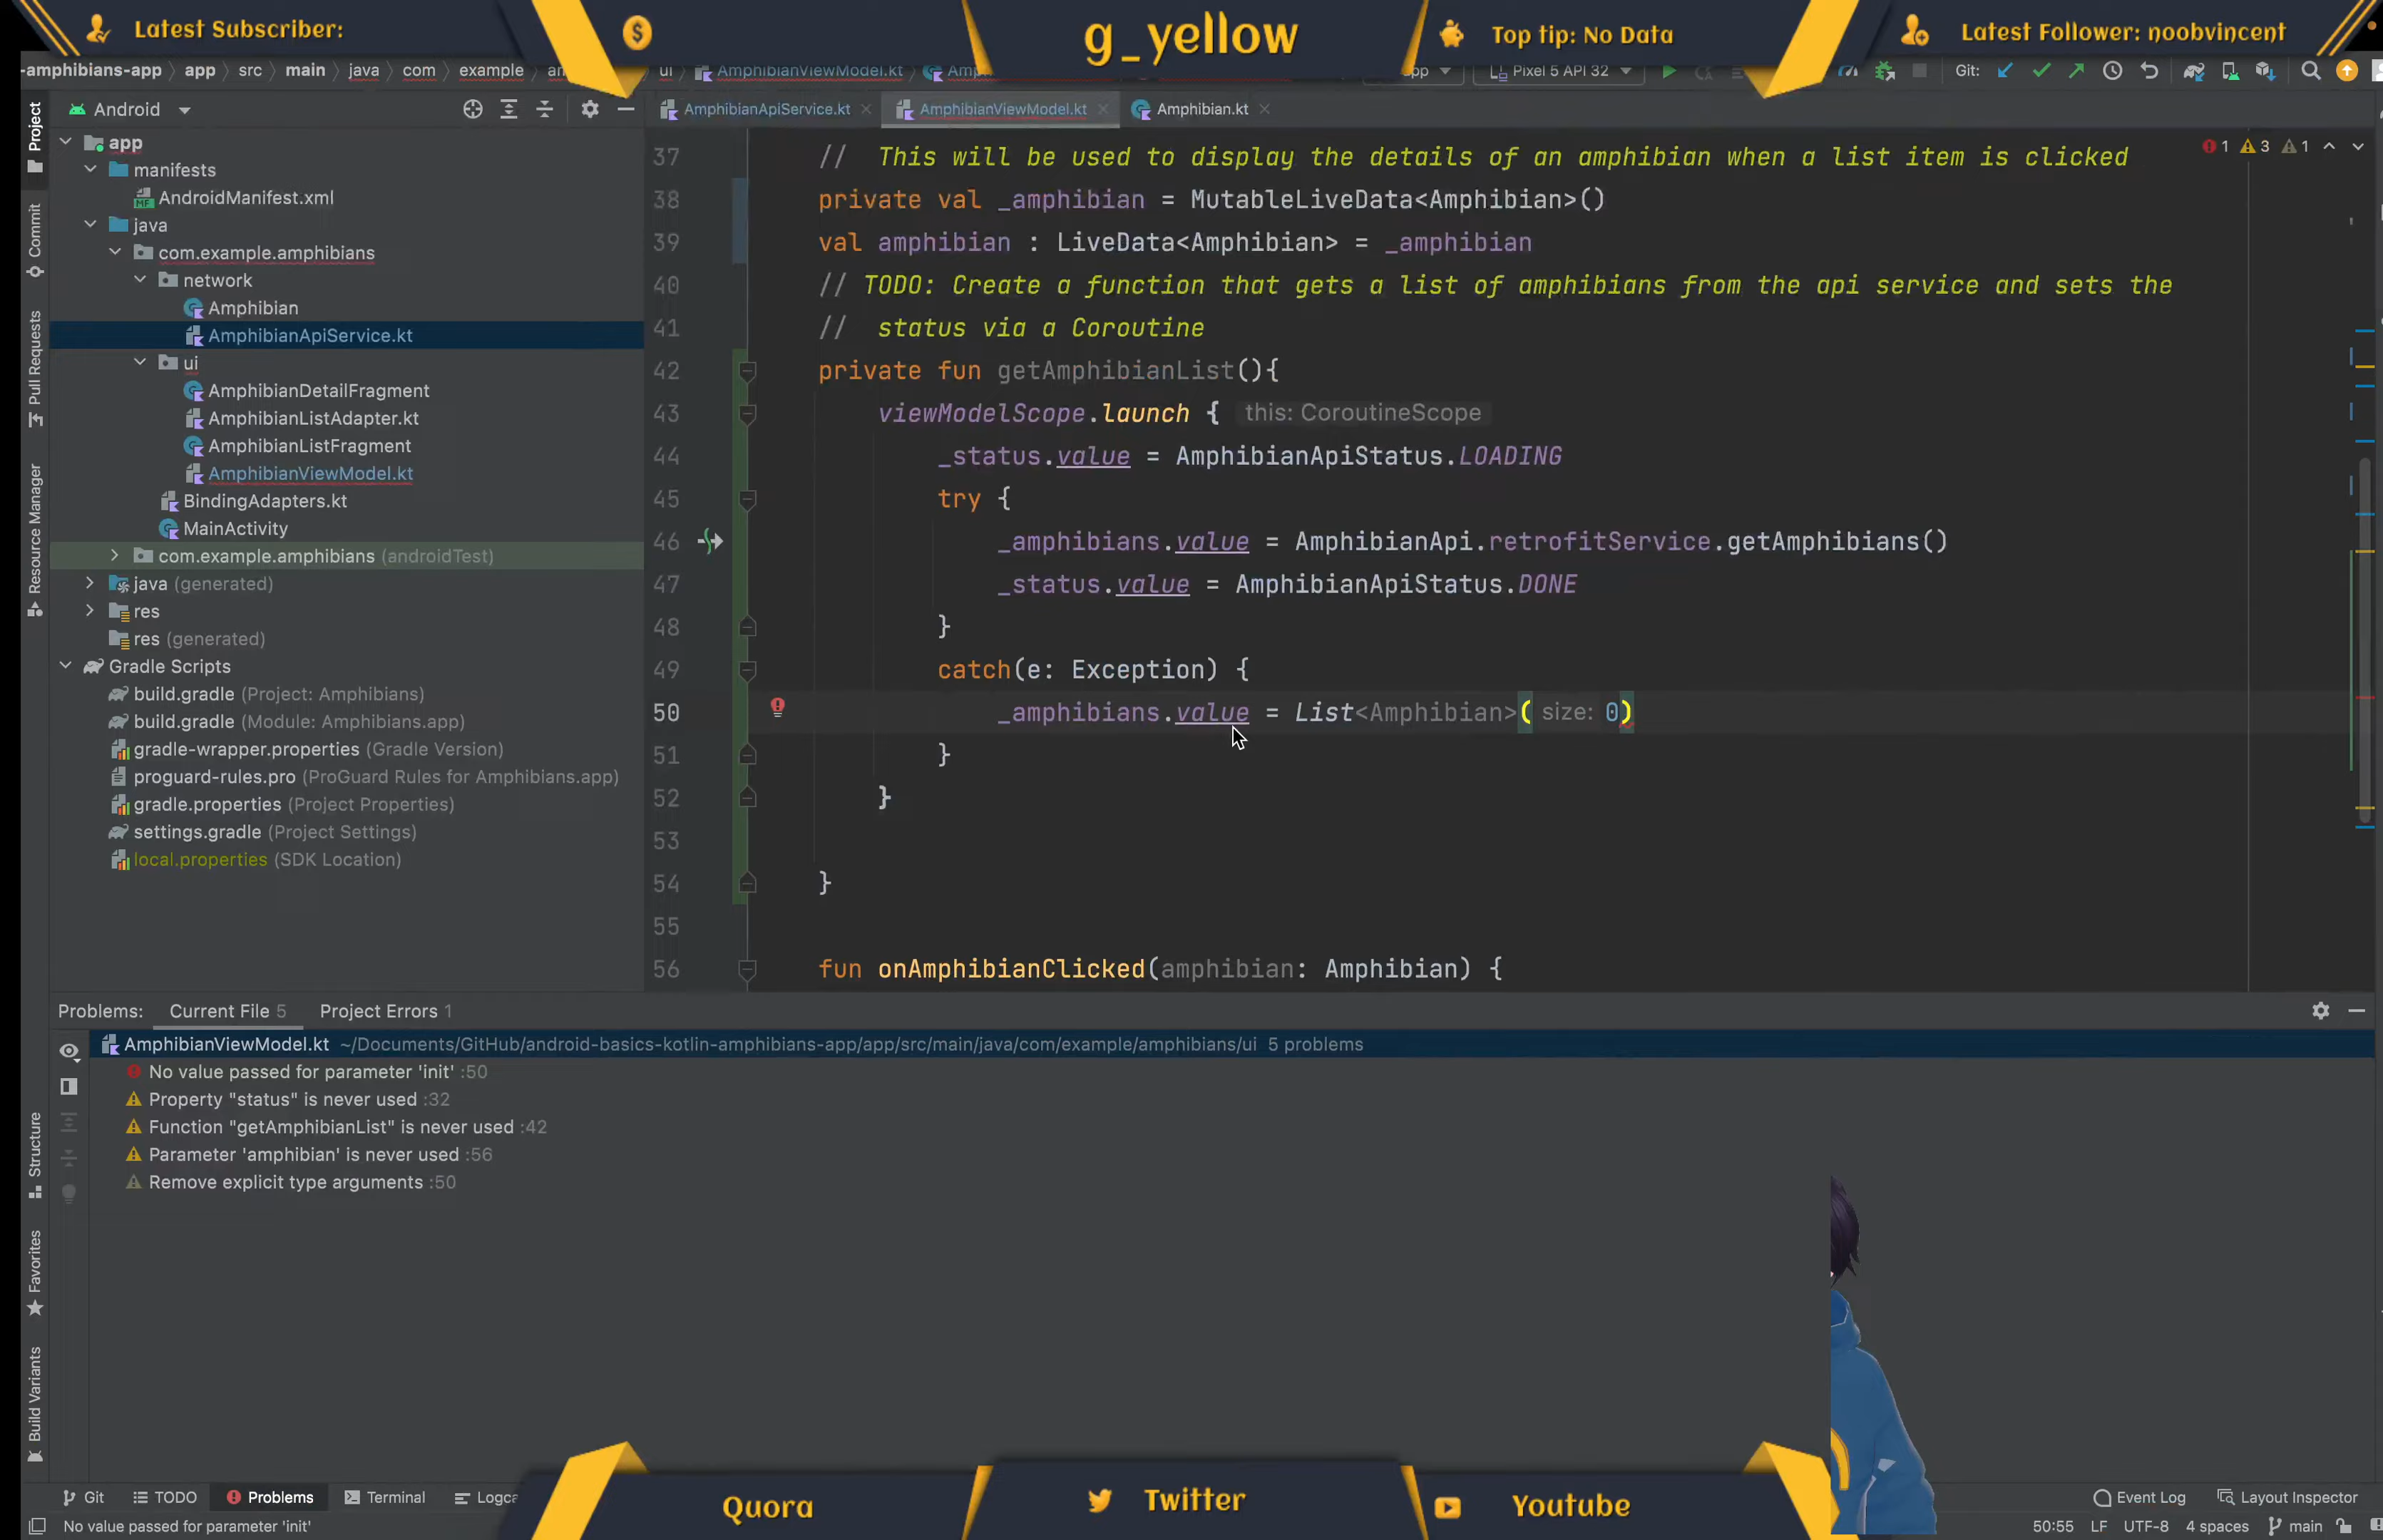 Latest Subscriber:
g_yellow
Top tip: No Data
Latest Follower: noobvincent
-amphibians-app app src main java com example ui AmphibianViewModel.kt
Pixel 5 API 32
Git:
Android
AmphibianApiService.kt
AmphibianViewModel.kt
Amphibian.kt
Project
Commit
Pull Requests
Resource Manager
Structure
Favorites
Build Variants
app
manifests
AndroidManifest.xml
java
com.example.amphibians
network
Amphibian
AmphibianApiService.kt
ui
AmphibianDetailFragment
AmphibianListAdapter.kt
AmphibianListFragment
AmphibianViewModel.kt
BindingAdapters.kt
MainActivity
com.example.amphibians (androidTest)
java (generated)
res
res (generated)
Gradle Scripts
build.gradle (Project: Amphibians)
build.gradle (Module: Amphibians.app)
gradle-wrapper.properties (Gradle Version)
proguard-rules.pro (ProGuard Rules for Amphibians.app)
gradle.properties (Project Properties)
settings.gradle (Project Settings)
local.properties (SDK Location)
1 3 1
37 // This will be used to display the details of an amphibian when a list item is clicked
38 private val _amphibian = MutableLiveData<Amphibian>()
39 val amphibian : LiveData<Amphibian> = _amphibian
40 // TODO: Create a function that gets a list of amphibians from the api service and sets the
41 // status via a Coroutine
42 private fun getAmphibianList(){
43 viewModelScope.launch { this: CoroutineScope
44 _status.value = AmphibianApiStatus.LOADING
45 try {
46 _amphibians.value = AmphibianApi.retrofitService.getAmphibians()
47 _status.value = AmphibianApiStatus.DONE
48 }
49 catch(e: Exception) {
50 _amphibians.value = List<Amphibian>( size: 0)
51 }
52 }
53
54 }
55
56 fun onAmphibianClicked(amphibian: Amphibian) {
Problems: Current File 5 Project Errors 1
AmphibianViewModel.kt ~/Documents/GitHub/android-basics-kotlin-amphibians-app/app/src/main/java/com/example/amphibians/ui 5 problems
No value passed for parameter 'init' :50
Property "status" is never used :32
Function "getAmphibianList" is never used :42
Parameter 'amphibian' is never used :56
Remove explicit type arguments :50
Git TODO Problems Terminal
Quora
Twitter
Youtube
Event Log Layout Inspector
No value passed for parameter 'init'
50:55 LF UTF-8 4 spaces main